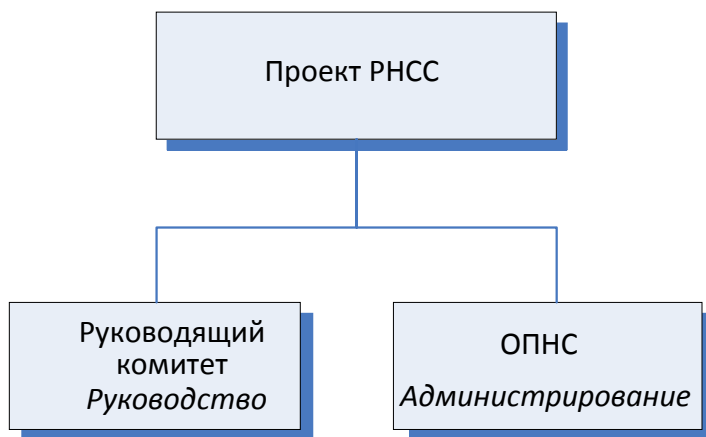 Проект РНСС
Руководящий
комитет
Руководство
ОПНС
Администрирование